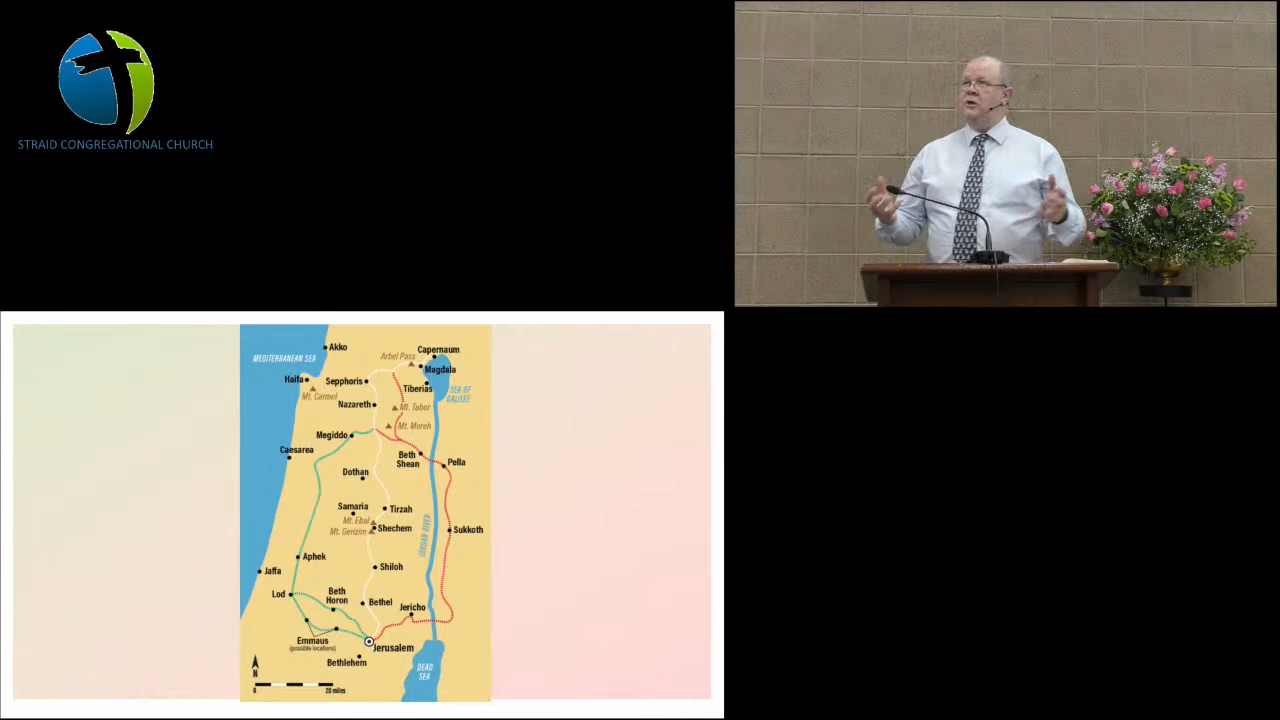 STRAID CONGREGATIONAL CHURCH
MEDITERRANEAN SEA
Akko
Arbel Pass
Capernaum
Magdala
Haifa
Mt. Carmel
Sepphoris
Tiberias
SEA OF
GALILEE
Nazareth
Mt. Tabor
Mt. Moreh
Megiddo
Caesarea
Beth
Shean
Pella
Dothan
Samaria
Tirzah
Mt. Ebal
Mt. Gerizim
Shechem
JORDAN RIVER
Sukkoth
Aphek
Jaffa
Shiloh
Lod
Beth
Horon
Bethel
Jericho
Emmaus
(possible locations)
Jerusalem
Bethlehem
DEAD
SEA
N
0
20 miles